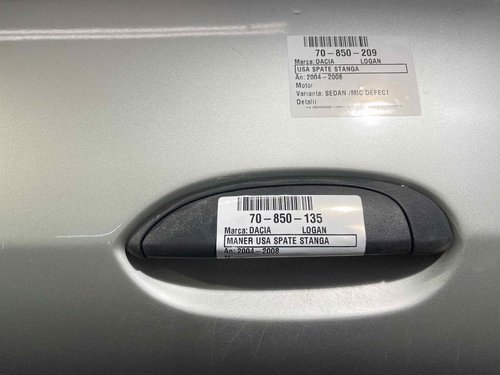 70-850-209
Marca: DACIA LOGAN
USA SPATE STANGA
An: 2004-2008
Motor
Varianta: SEDAN /MIC DEFECT
Detalii:
70-850-135
Marca: DACIA LOGAN
MANER USA SPATE STANGA
An: 2004-2008